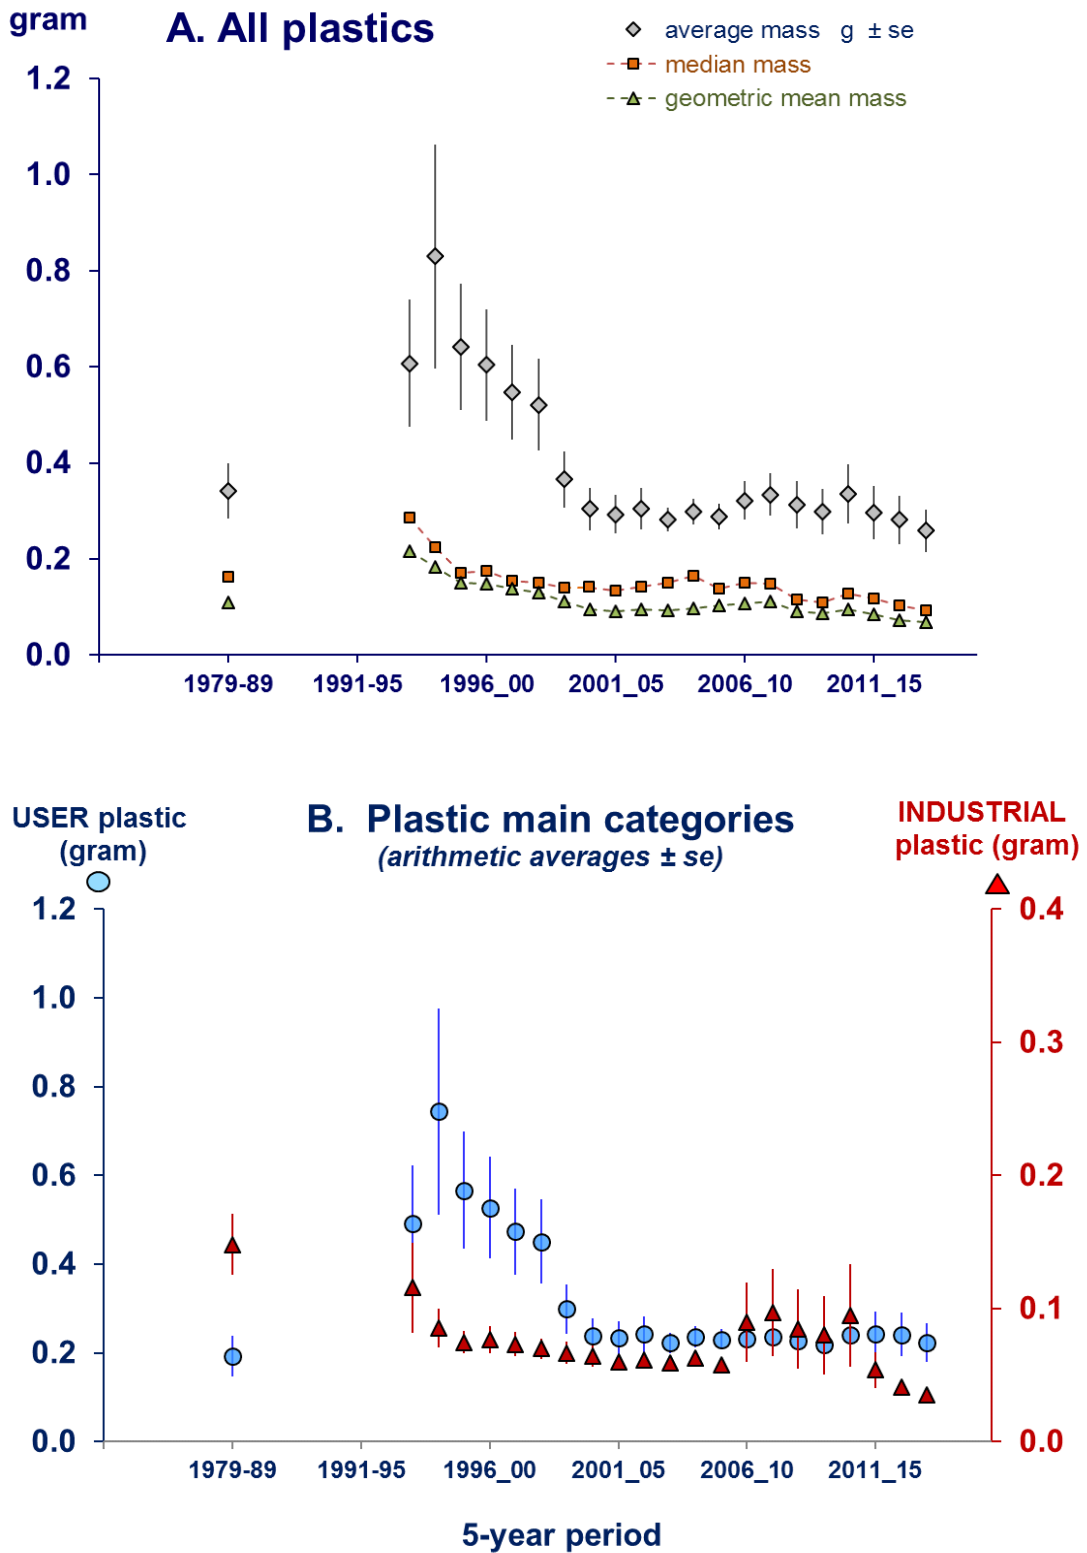 gram
A. All plastics
average mass g ± se
median mass
geometric mean mass
1.2
1.0
0.8
0.6
0.4
0.2
0.0
1979-89 1991-95 1996_00 2001_05 2006_10 2011_15
USER plastic
(gram)
B. Plastic main categories
(arithmetic averages ± se)
INDUSTRIAL
plastic (gram)
1.2 0.4
1.0
0.3
0.8
0.6 0.2
0.4
0.1
0.2
0.0 0.0
1979-89 1991-95 1996_00 2001_05 2006_10 2011_15
5-year period